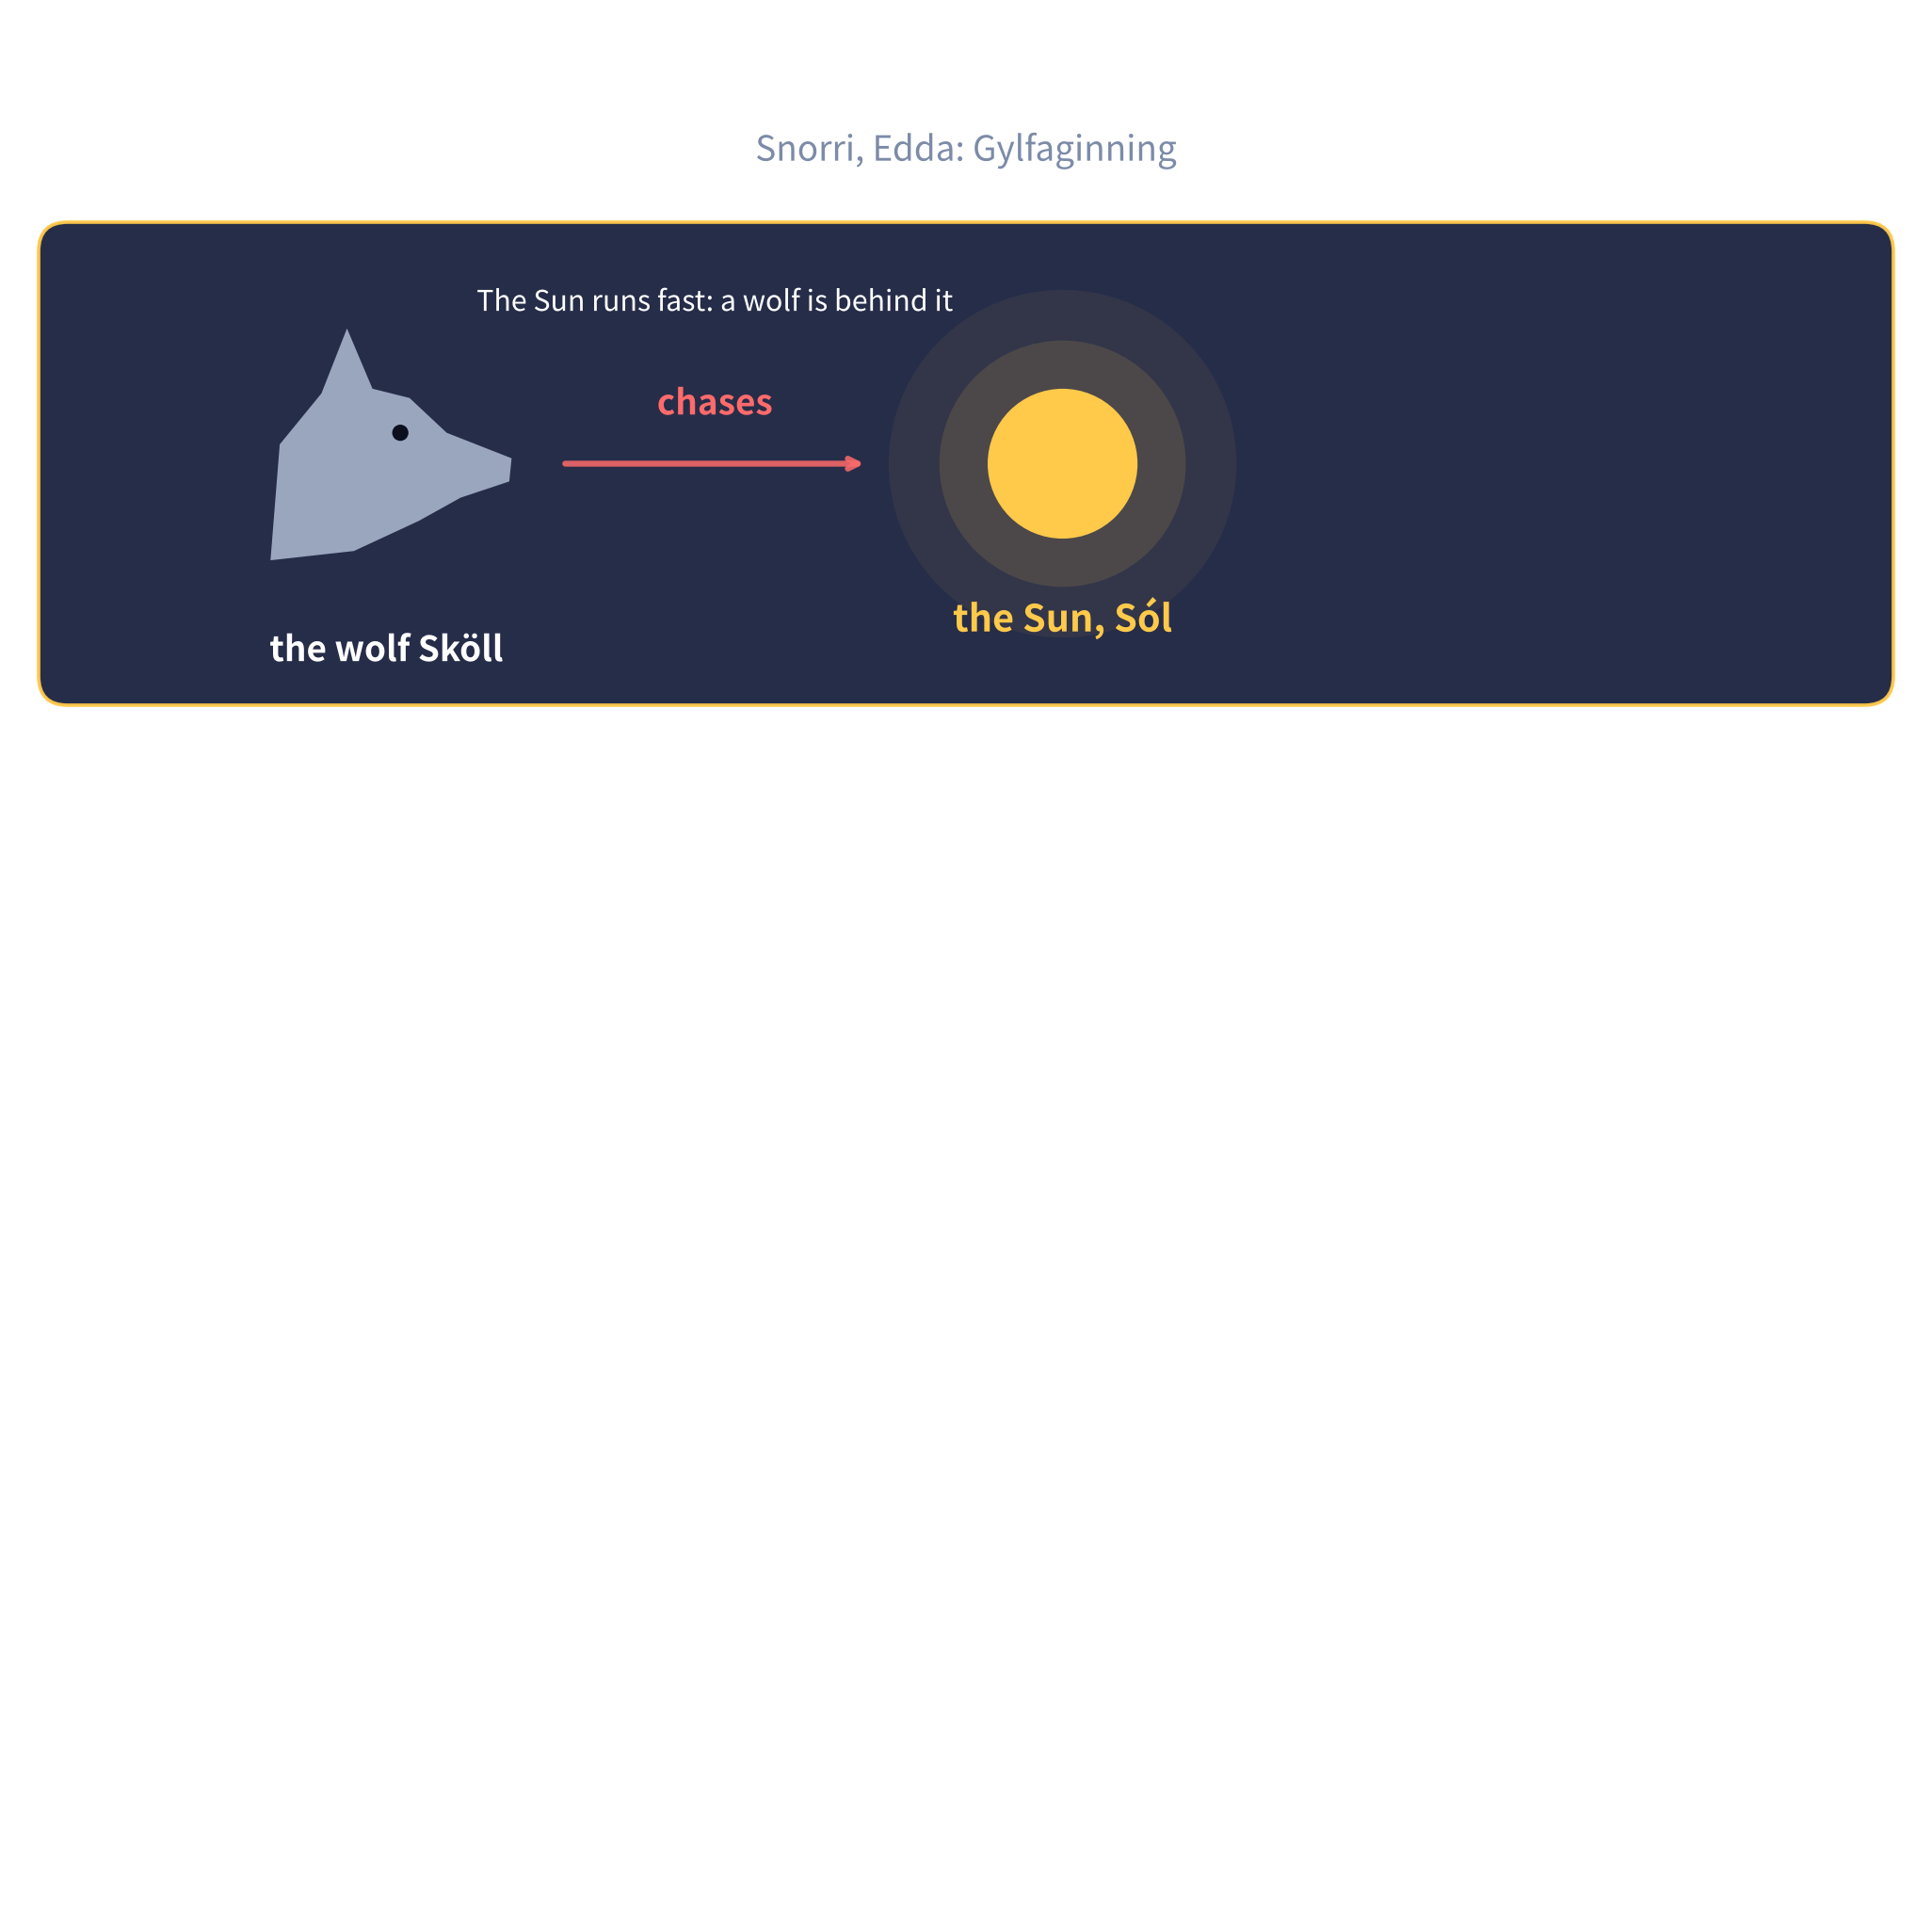 Snorri, Edda: Gylfaginning
The Sun runs fast: a wolf is behind it
chases
the Sun, Sól
the wolf Sköll